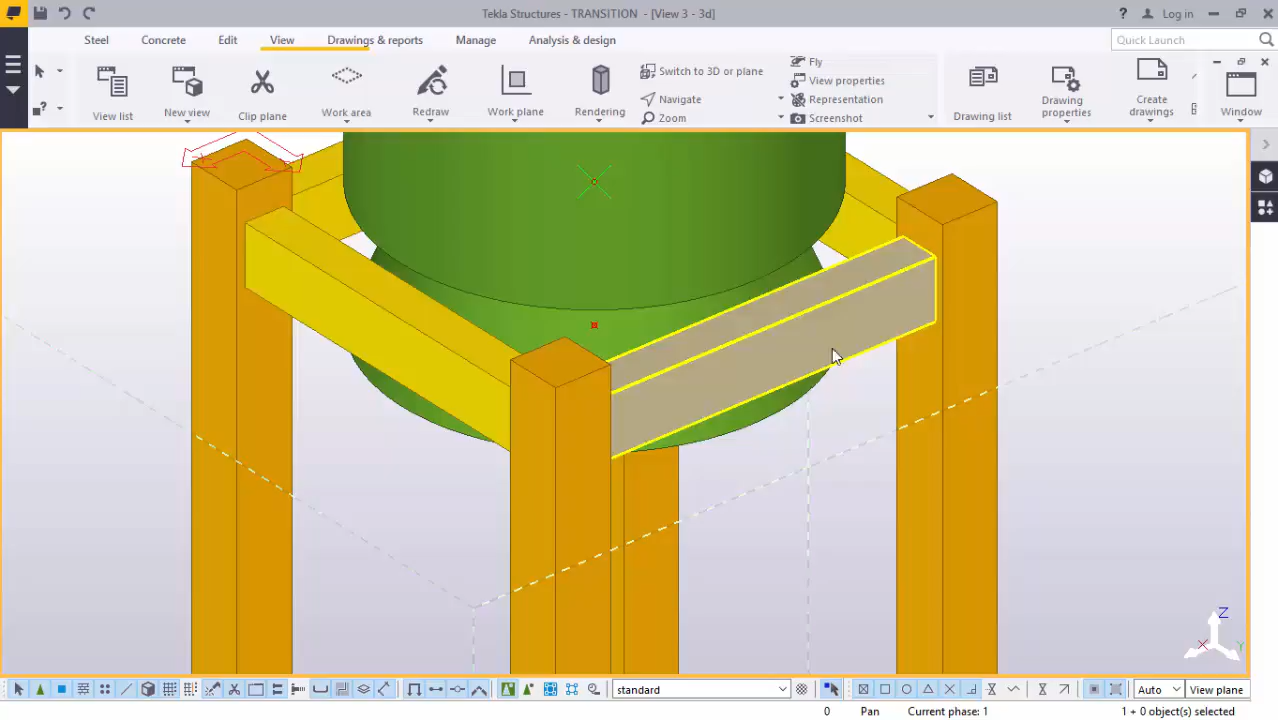 Tekla Structures - TRANSITION - [View 3 - 3d]
? Log in
Steel Concrete Edit View Drawings & reports Manage Analysis & design Quick Launch
View list
New view
Clip plane
Work area
Redraw
Work plane
Rendering
Switch to 3D or plane
Navigate
Zoom
Fly
View properties
Representation
Screenshot
Drawing list
Drawing properties
Create drawings
Window
Z
X
Y
standard
Auto
View plane
0 Pan Current phase: 1 1 + 0 object(s) selected